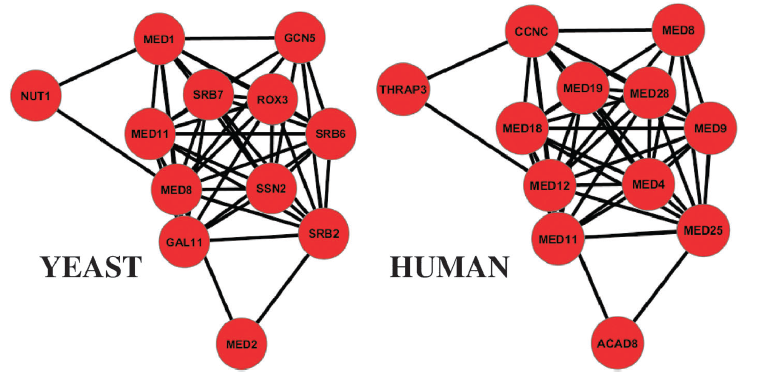 MED1
GCN5
NUT1
SRB7
ROX3
MED11
SRB6
MED8
SSN2
GAL11
SRB2
YEAST
MED2
CCNC
MED8
THRAP3
MED19
MED28
MED18
MED9
MED12
MED4
MED11
MED25
HUMAN
ACAD8